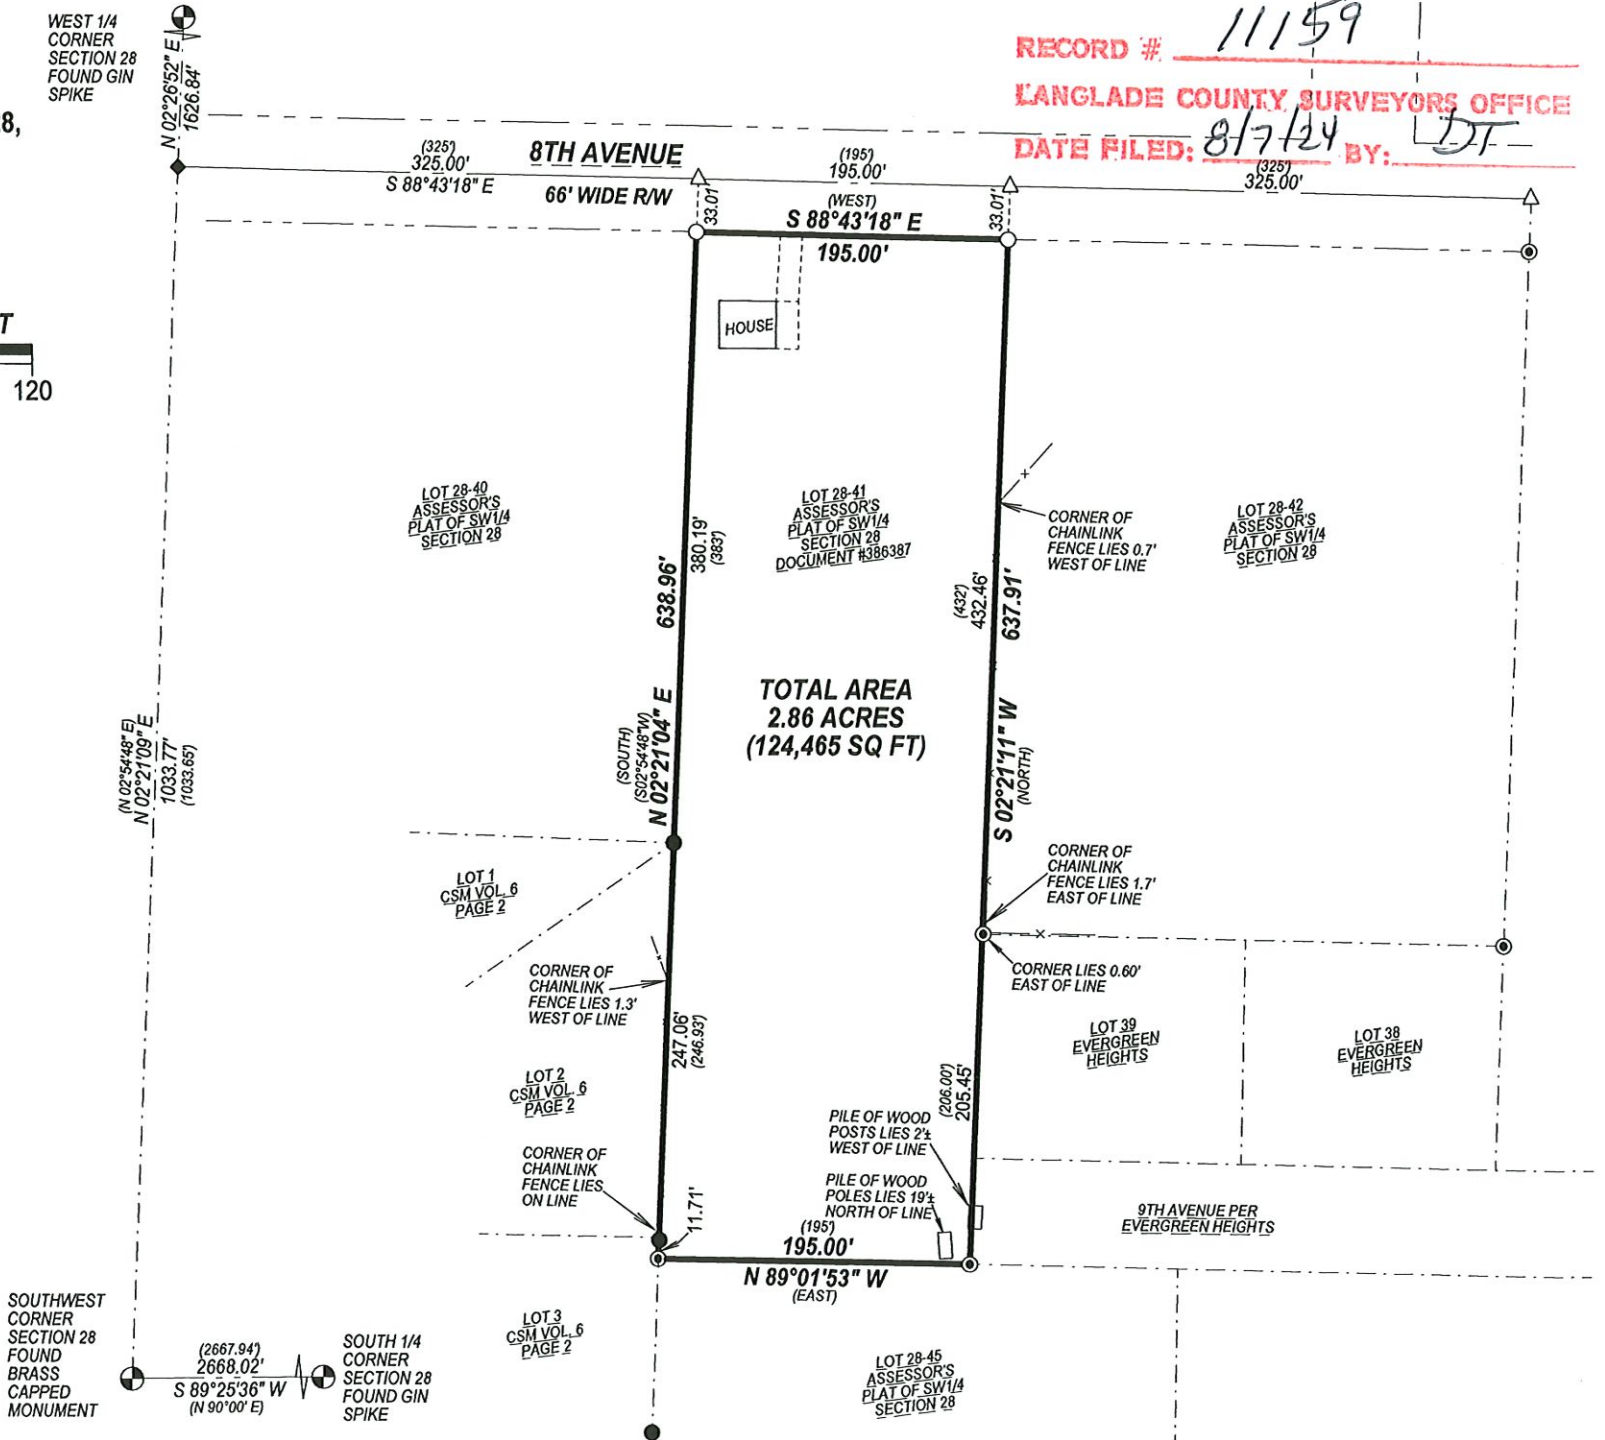 WEST 1/4
CORNER
SECTION 28
FOUND GIN
SPIKE
N 02°26'52" E
1626.84'
RECORD # 11159
LANGLADE COUNTY SURVEYORS OFFICE
DATE FILED: 8/7/24 BY: DT
8,
T
120
(325')
325.00'
S 88°43'18" E
8TH AVENUE
66' WIDE R/W
(195')
195.00'
(325')
325.00'
33.01'
33.01'
(WEST)
S 88°43'18" E
195.00'
HOUSE
LOT 28-40
ASSESSOR'S
PLAT OF SW1/4
SECTION 28
LOT 28-41
ASSESSOR'S
PLAT OF SW1/4
SECTION 28
DOCUMENT #386387
LOT 28-42
ASSESSOR'S
PLAT OF SW1/4
SECTION 28
CORNER OF
CHAINLINK
FENCE LIES 0.7'
WEST OF LINE
638.96'
380.19'
(383')
(432')
432.46'
637.91'
TOTAL AREA
2.86 ACRES
(124,465 SQ FT)
(SOUTH)
(S02°54'48"W)
N 02°21'04" E
S 02°21'11" W
(NORTH)
(N 02°54'48" E)
N 02°21'09" E
1033.77'
(1033.65')
LOT 1
CSM VOL. 6
PAGE 2
CORNER OF
CHAINLINK
FENCE LIES 1.7'
EAST OF LINE
CORNER OF
CHAINLINK
FENCE LIES 1.3'
WEST OF LINE
CORNER LIES 0.60'
EAST OF LINE
247.06'
(246.93')
LOT 39
EVERGREEN
HEIGHTS
LOT 38
EVERGREEN
HEIGHTS
LOT 2
CSM VOL. 6
PAGE 2
(206.00')
205.45'
PILE OF WOOD
POSTS LIES 2'±
WEST OF LINE
CORNER OF
CHAINLINK
FENCE LIES
ON LINE
PILE OF WOOD
POLES LIES 19'±
NORTH OF LINE
11.71'
9TH AVENUE PER
EVERGREEN HEIGHTS
(195')
195.00'
N 89°01'53" W
(EAST)
SOUTHWEST
CORNER
SECTION 28
FOUND
BRASS
CAPPED
MONUMENT
(2667.94')
2668.02'
S 89°25'36" W
(N 90°00' E)
SOUTH 1/4
CORNER
SECTION 28
FOUND GIN
SPIKE
LOT 3
CSM VOL. 6
PAGE 2
LOT 28-45
ASSESSOR'S
PLAT OF SW1/4
SECTION 28